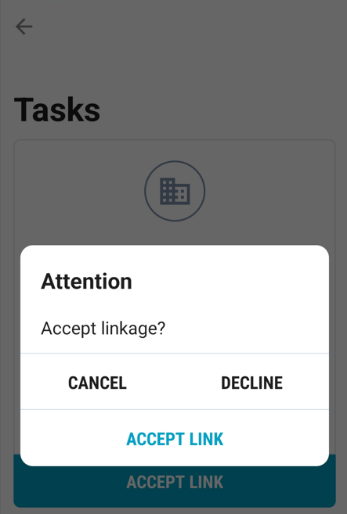 Tasks
Attention
Accept linkage?
CANCEL DECLINE
ACCEPT LINK
ACCEPT LINK